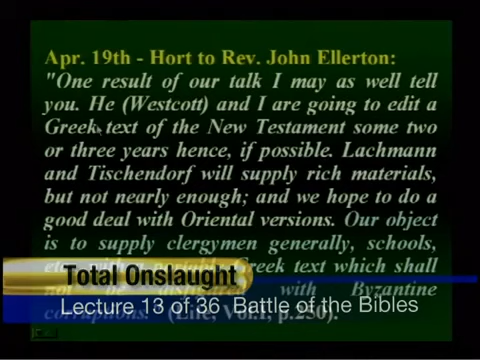 Apr. 19th - Hort to Rev. John Ellerton:
"One result of our talk I may as well tell
you. He (Westcott) and I are going to edit a
Greek text of the New Testament some two
or three years hence, if possible. Lachmann
and Tischendorf will supply rich materials,
but not nearly enough; and we hope to do a
good deal with Oriental versions. Our object
is to supply clergymen generally, schools,
Greek text which shall
with Byzantine
(Life, Vol.I, p.250).
Total Onslaught
Lecture 13 of 36 Battle of the Bibles